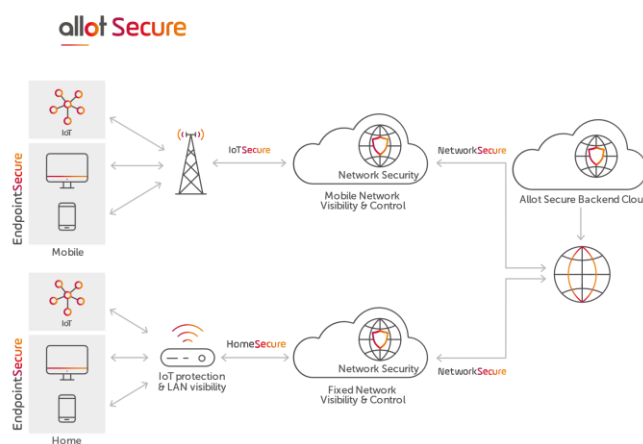 allot Secure
IoT
EndpointSecure
Mobile
IoTSecure
Network Security
Mobile Network
Visibility & Control
NetworkSecure
Allot Secure Backend Cloud
IoT
EndpointSecure
Home
IoT protection
& LAN visibility
HomeSecure
Network Security
Fixed Network
Visibility & Control
NetworkSecure